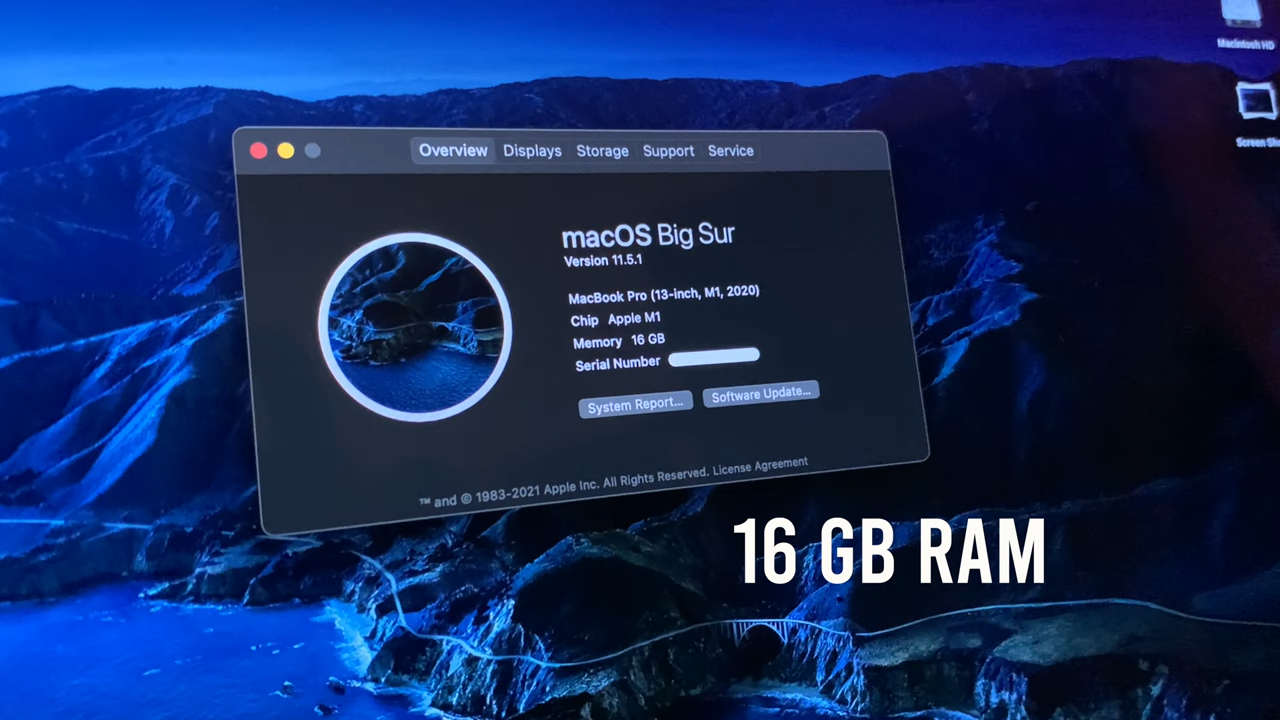 Macintosh HD
Overview Displays Storage Support Service
macOS Big Sur
Version 11.5.1
MacBook Pro (13-inch, M1, 2020)
Chip Apple M1
Memory 16 GB
Serial Number
System Report... Software Update...
™ and © 1983-2021 Apple Inc. All Rights Reserved. License Agreement
Screen Sh
16 GB RAM